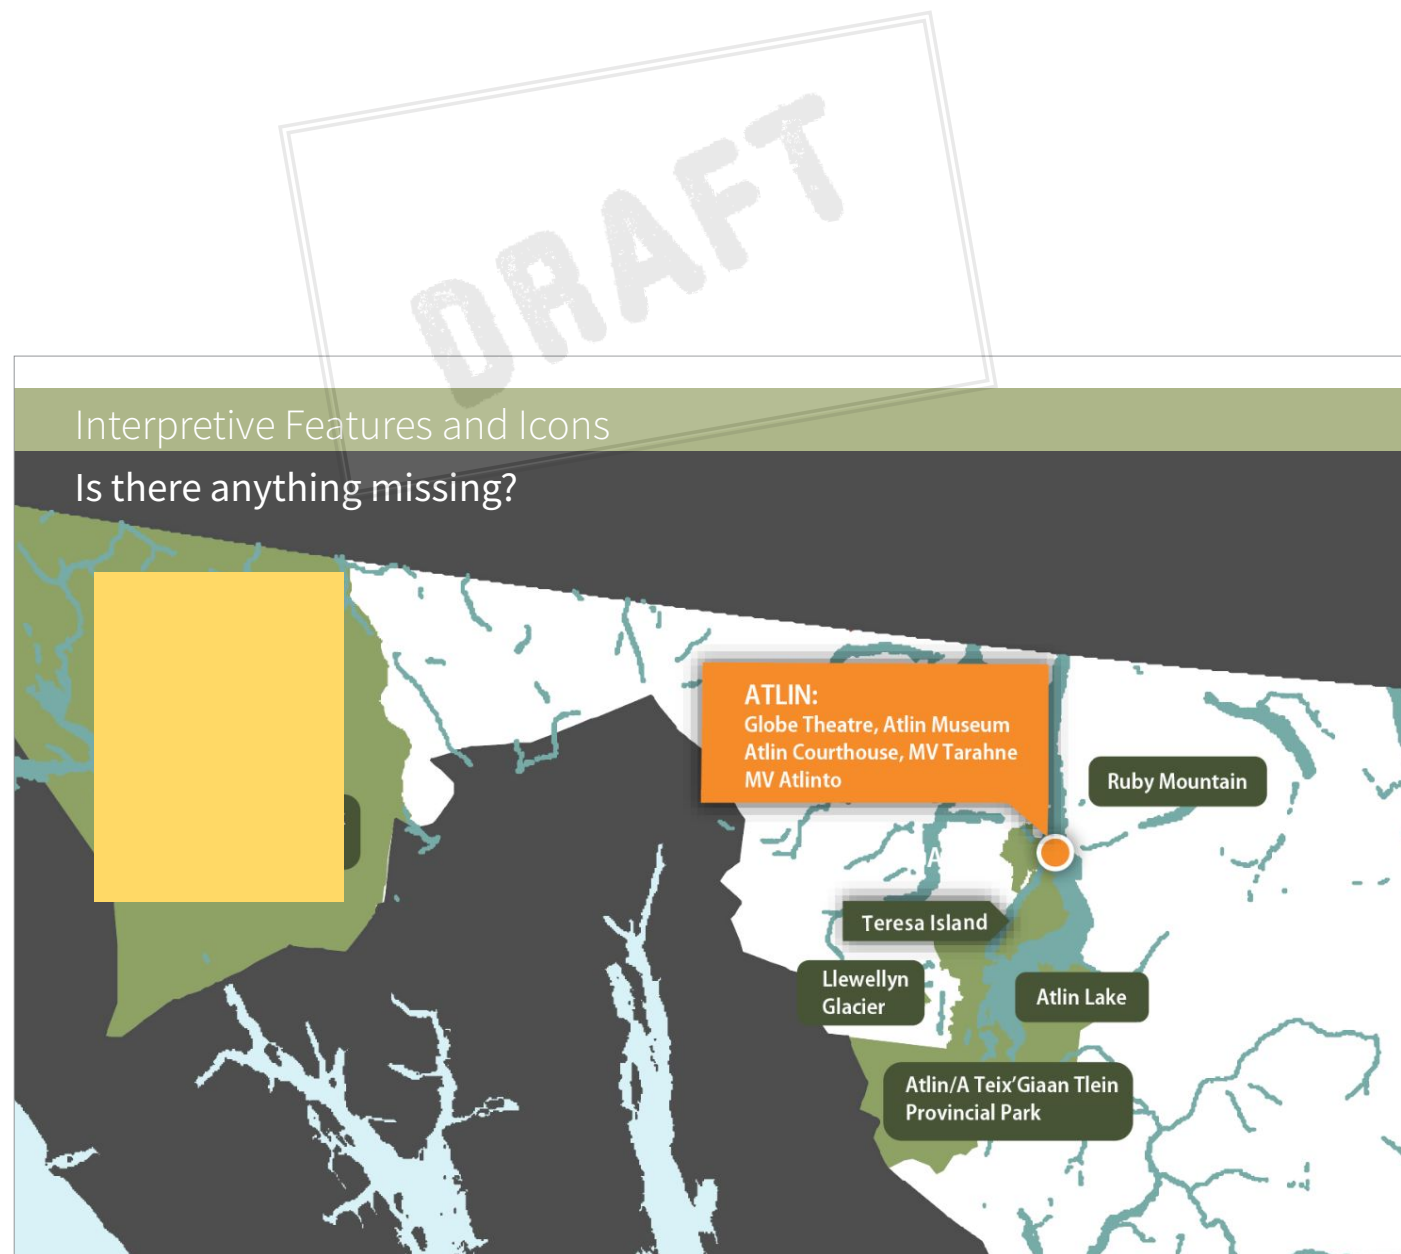 DRAFT
Interpretive Features and Icons
Is there anything missing?
ATLIN:
Globe Theatre, Atlin Museum
Atlin Courthouse, MV Tarahne
MV Atlinto
Ruby Mountain
Teresa Island
Llewellyn
Glacier
Atlin Lake
Atlin/A Teix’Giaan Tlein
Provincial Park